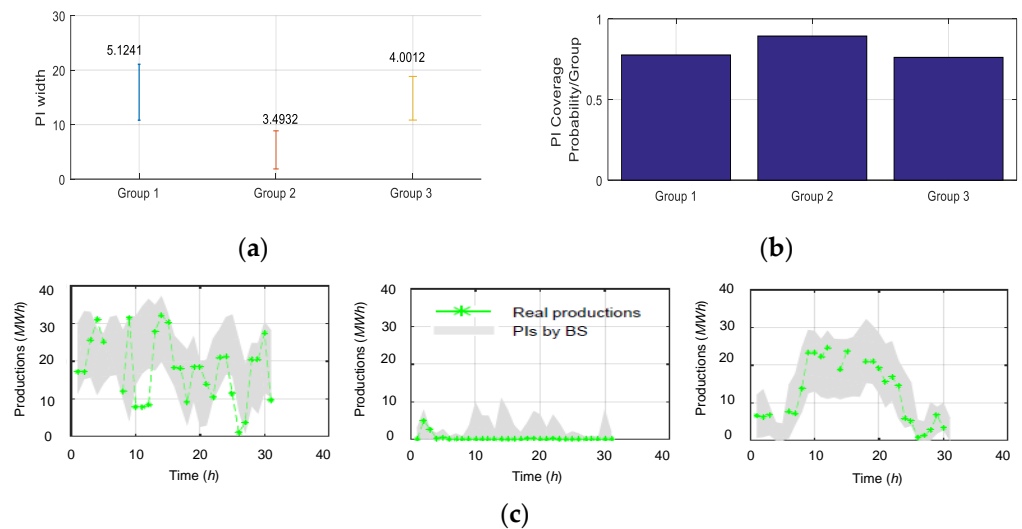 PI width
30
20
10
0
5.1241
3.4932
4.0012
Group 1
Group 2
Group 3
(a)
PI Coverage
Probability/Group
1
0.5
0
Group 1
Group 2
Group 3
(b)
Productions (MWh)
40
30
20
10
0
0
10
20
30
40
Time (h)
Productions (MWh)
40
30
20
10
0
Real productions
PIs by BS
0
10
20
30
40
Time (h)
Productions (MWh)
40
30
20
10
0
0
10
20
30
40
Time (h)
(c)